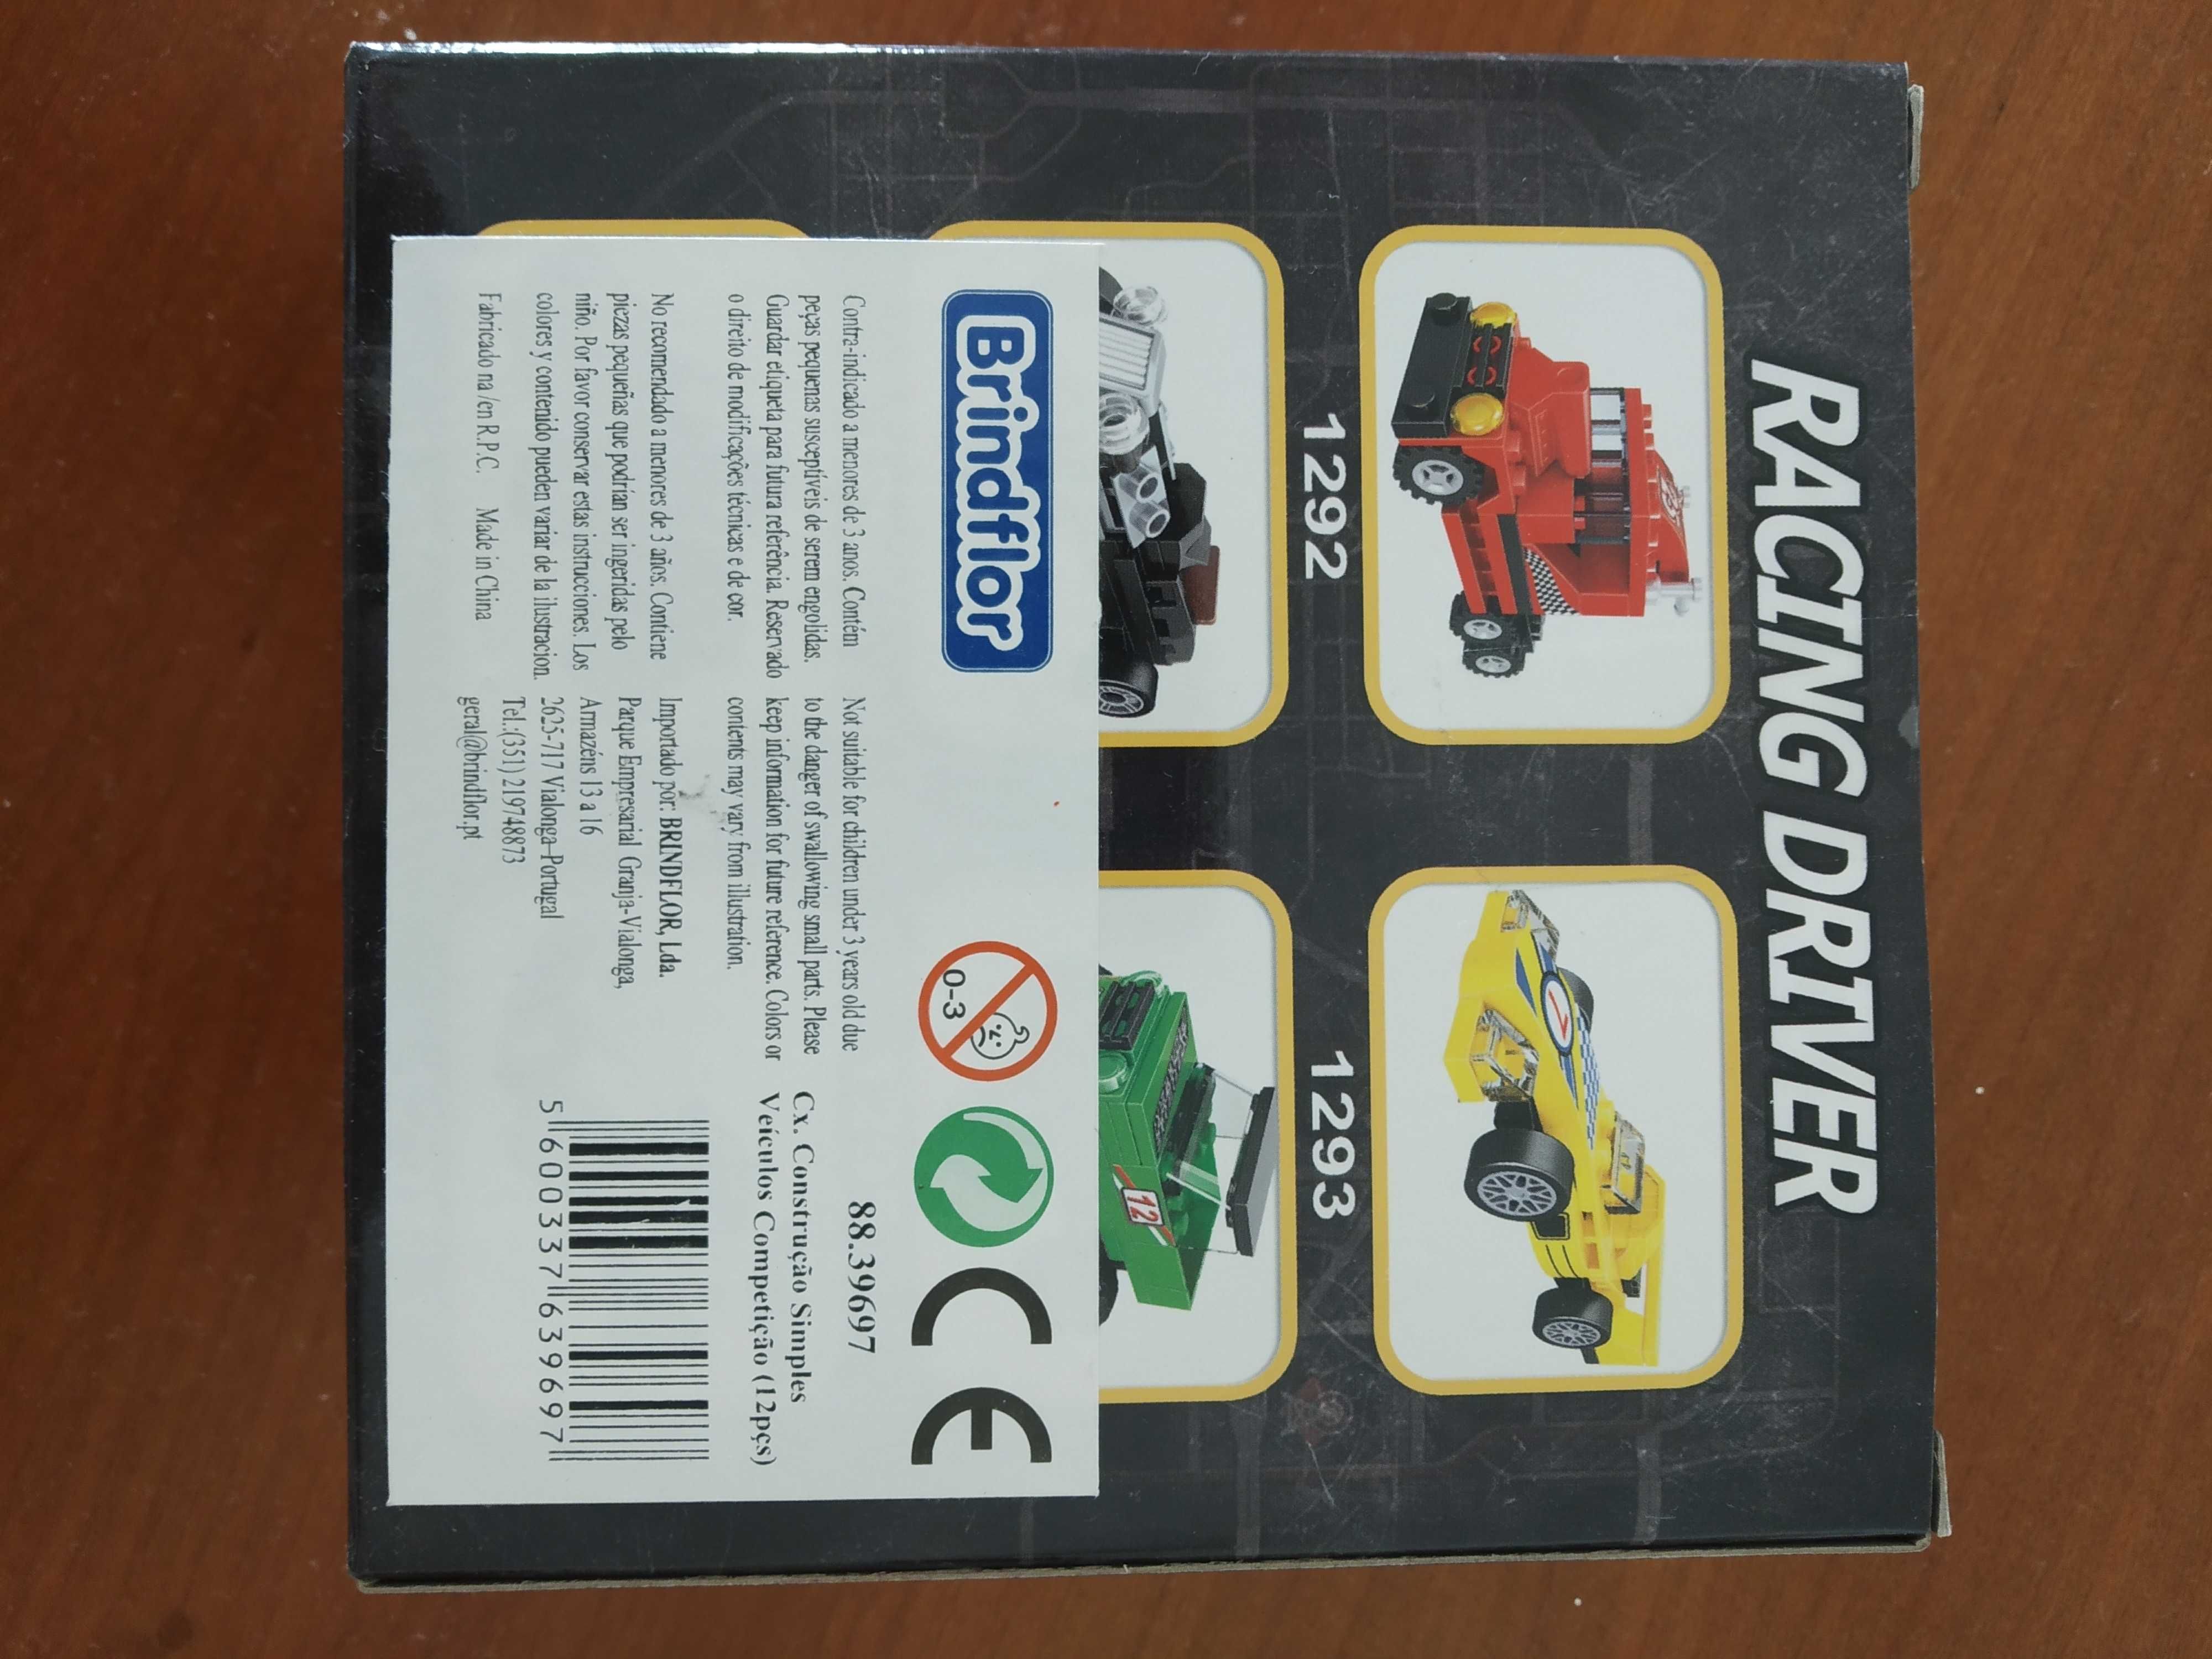 RACING DRIVER
7
1292
1293
12
Brindflor
0-3
CE
Contra-indicado a menores de 3 anos. Contém
peças pequenas susceptíveis de serem engolidas.
Guardar etiqueta para futura referência. Reservado
o direito de modificações técnicas e de cor.
No recomendado a menores de 3 años. Contiene
piezas pequeñas que podrían ser ingeridas pelo
niño. Por favor conservar estas instrucciones. Los
colores y contenido pueden variar de la ilustracion.
Fabricado na /en R.P.C. Made in China
Not suitable for children under 3 years old due
to the danger of swallowing small parts. Please
keep information for future reference. Colors or
contents may vary from illustration.
Importado por: BRINDFLOR, Lda.
Parque Empresarial Granja-Vialonga,
Armazéns 13 a 16
2625-717 Vialonga-Portugal
Tel.:(351) 219748873
geral@brindflor.pt
88.39697
Cx. Construção Simples
Veículos Competição (12pçs)
5 600337 639697